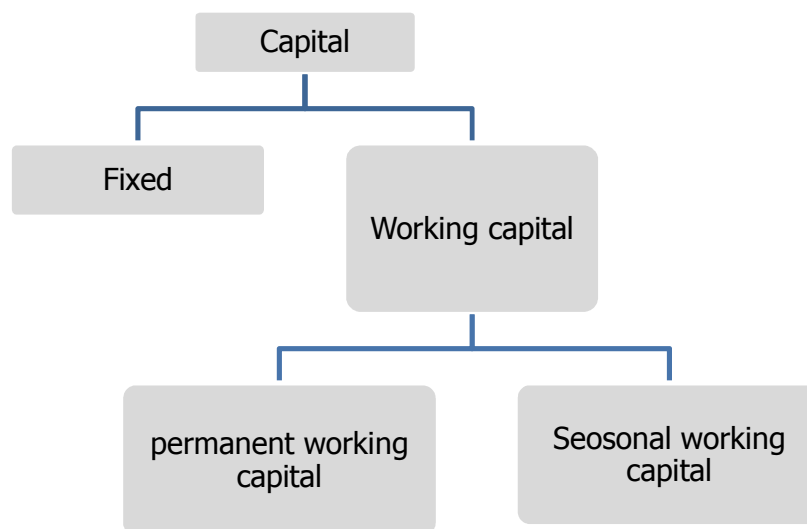 Capital
Fixed
Working capital
permanent working
capital
Seosonal working
capital